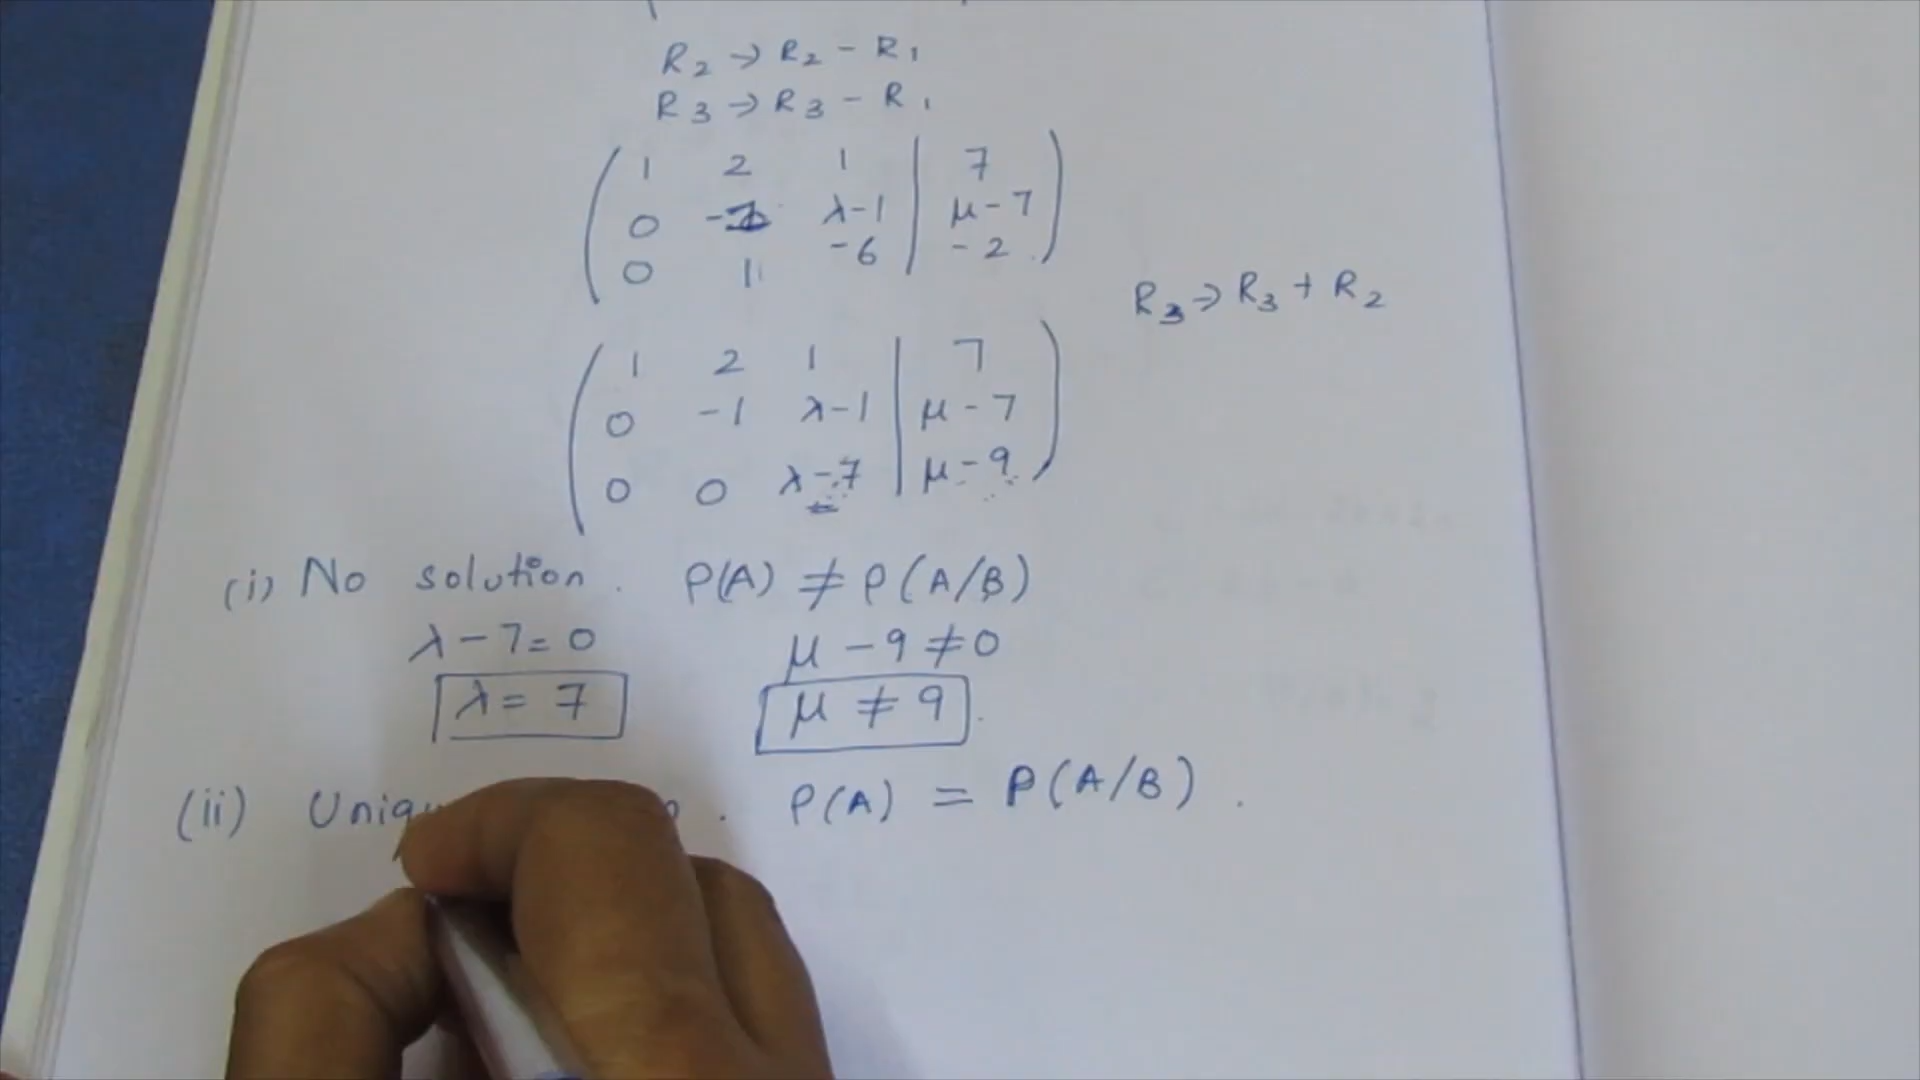 R₂ → R₂ - R₁
R₃ → R₃ - R₁
1 2 1 | 7
0 - λ-1 | μ-7
0 1 -6 | -2
R₃ → R₃ + R₂
1 2 1 | 7
0 -1 λ-1 | μ-7
0 0 λ-7 | μ-9
(i) No solution. ρ(A) ≠ ρ(A/B)
λ-7=0 μ-9≠0
λ=7 μ≠9.
(ii) ρ(A) = ρ(A/B).